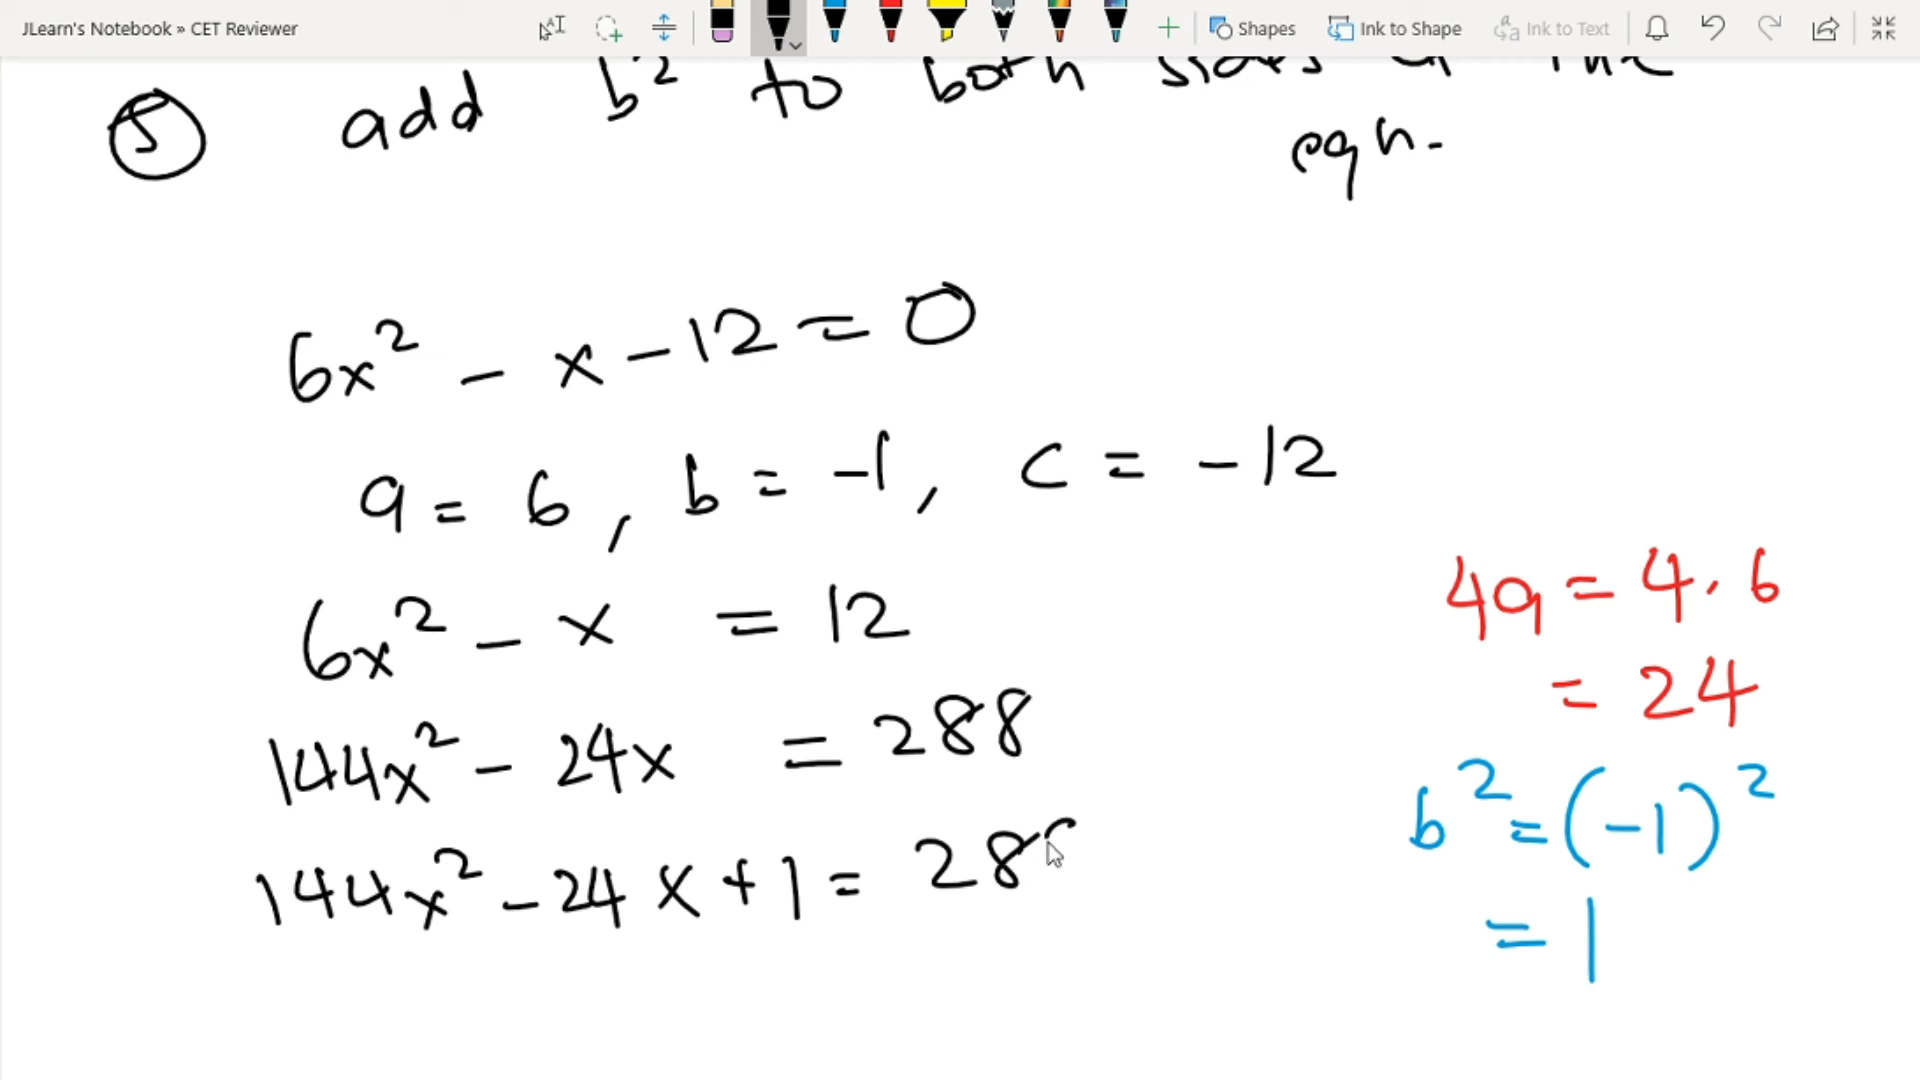 JLearn's Notebook » CET Reviewer
Shapes
Ink to Shape
Ink to Text
⑤ add b² to both sides of the
eqn.
6x² - x - 12 = 0
a = 6, b = -1, c = -12
6x² - x = 12
144x² - 24x = 288
144x² - 24x + 1 = 28
4a = 4 . 6
= 24
b² = (-1)²
= 1